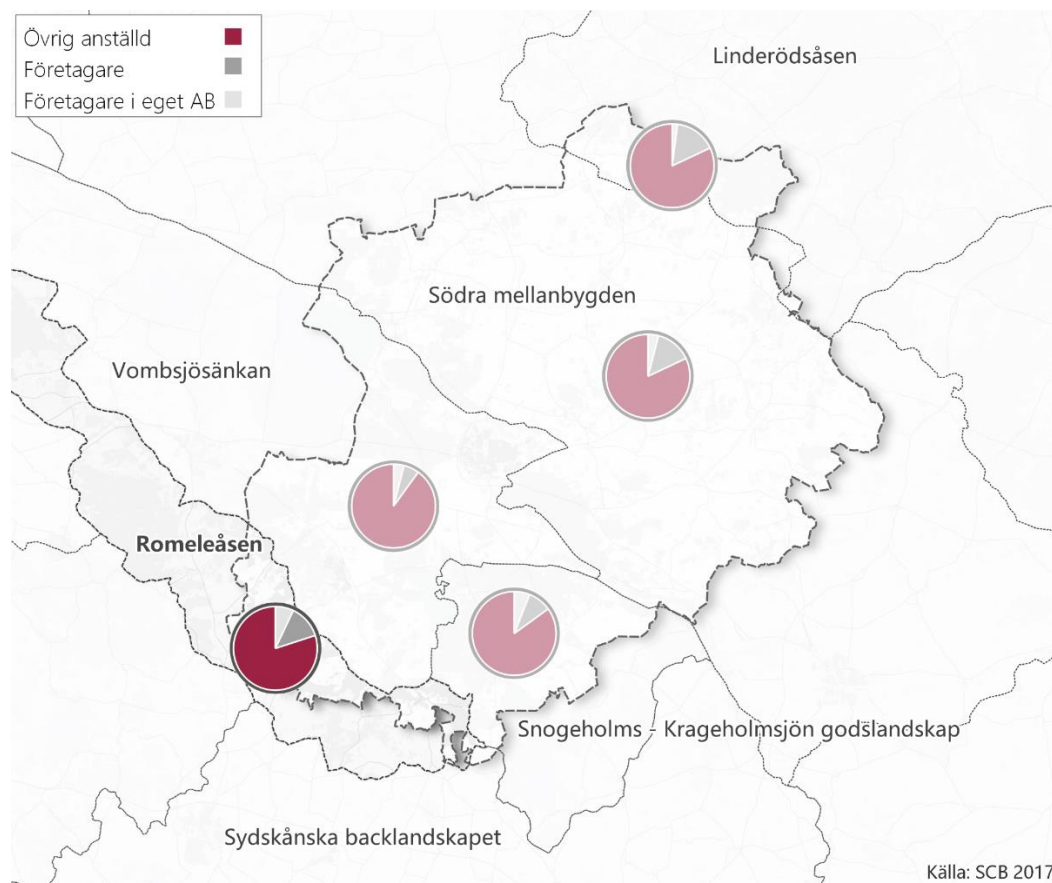 Övrig anställd
Företagare
Företagare i eget AB
Linderödsåsen
Södra mellanbygden
Vombsjösänkan
Romeleåsen
Snogeholms - Krageholmsjön godslandskap
Sydskånska backlandskapet
Källa: SCB 2017